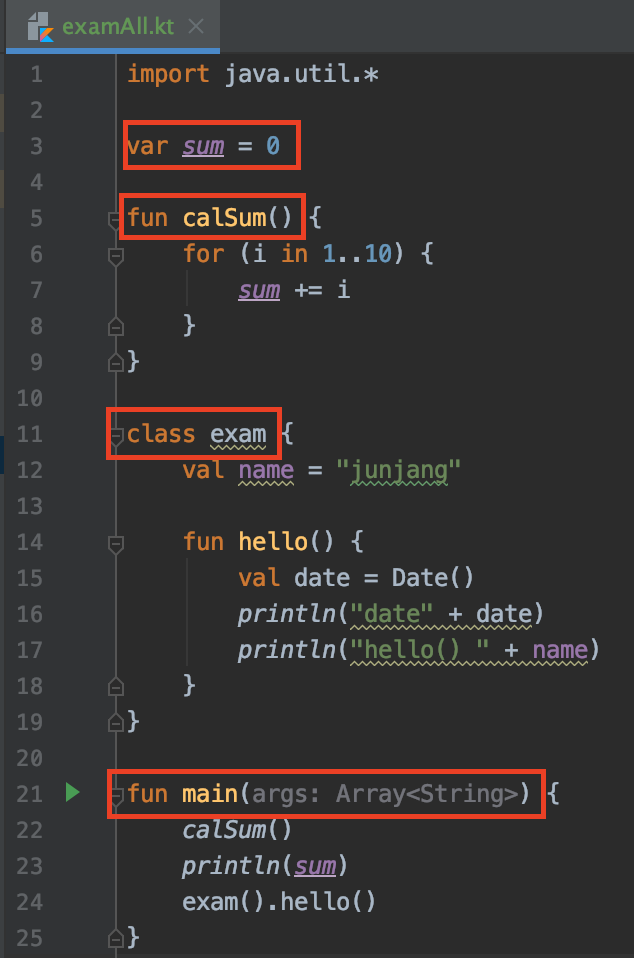 examAll.kt
1 import java.util.*
2
3 var sum = 0
4
5 fun calSum() {
6     for (i in 1..10) {
7         sum += i
8     }
9 }
10
11 class exam {
12     val name = "junjang"
13
14     fun hello() {
15         val date = Date()
16         println("date" + date)
17         println("hello() " + name)
18     }
19 }
20
21 fun main(args: Array<String>) {
22     calSum()
23     println(sum)
24     exam().hello()
25 }